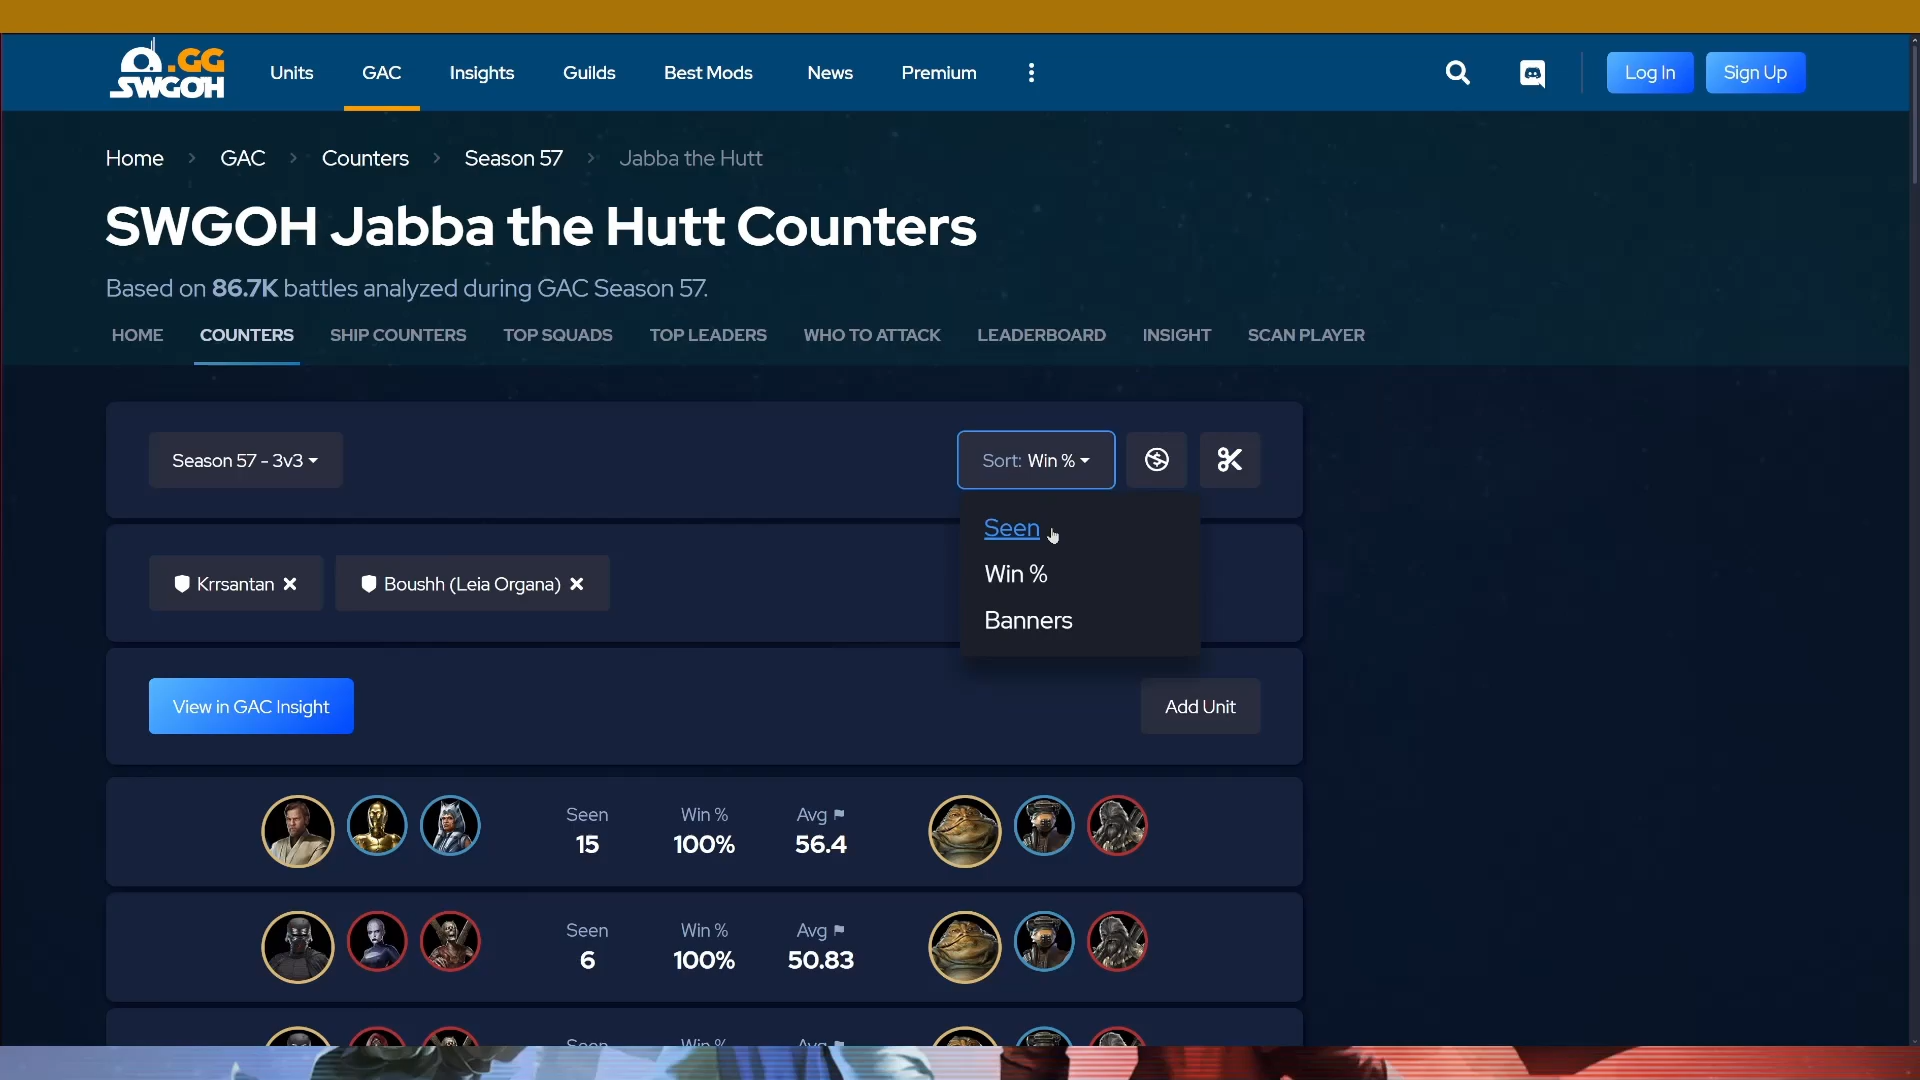 .GG
SWGOH
Units
GAC
Insights
Guilds
Best Mods
News
Premium
Log In
Sign Up
Home > GAC > Counters > Season 57 > Jabba the Hutt
SWGOH Jabba the Hutt Counters
Based on 86.7K battles analyzed during GAC Season 57.
HOME
COUNTERS
SHIP COUNTERS
TOP SQUADS
TOP LEADERS
WHO TO ATTACK
LEADERBOARD
INSIGHT
SCAN PLAYER
Season 57 - 3v3
Sort: Win %
Seen
Win %
Banners
Krrsantan
Boushh (Leia Organa)
View in GAC Insight
Add Unit
Seen Win % Avg
15 100% 56.4
Seen Win % Avg
6 100% 50.83
Seen Win % Avg